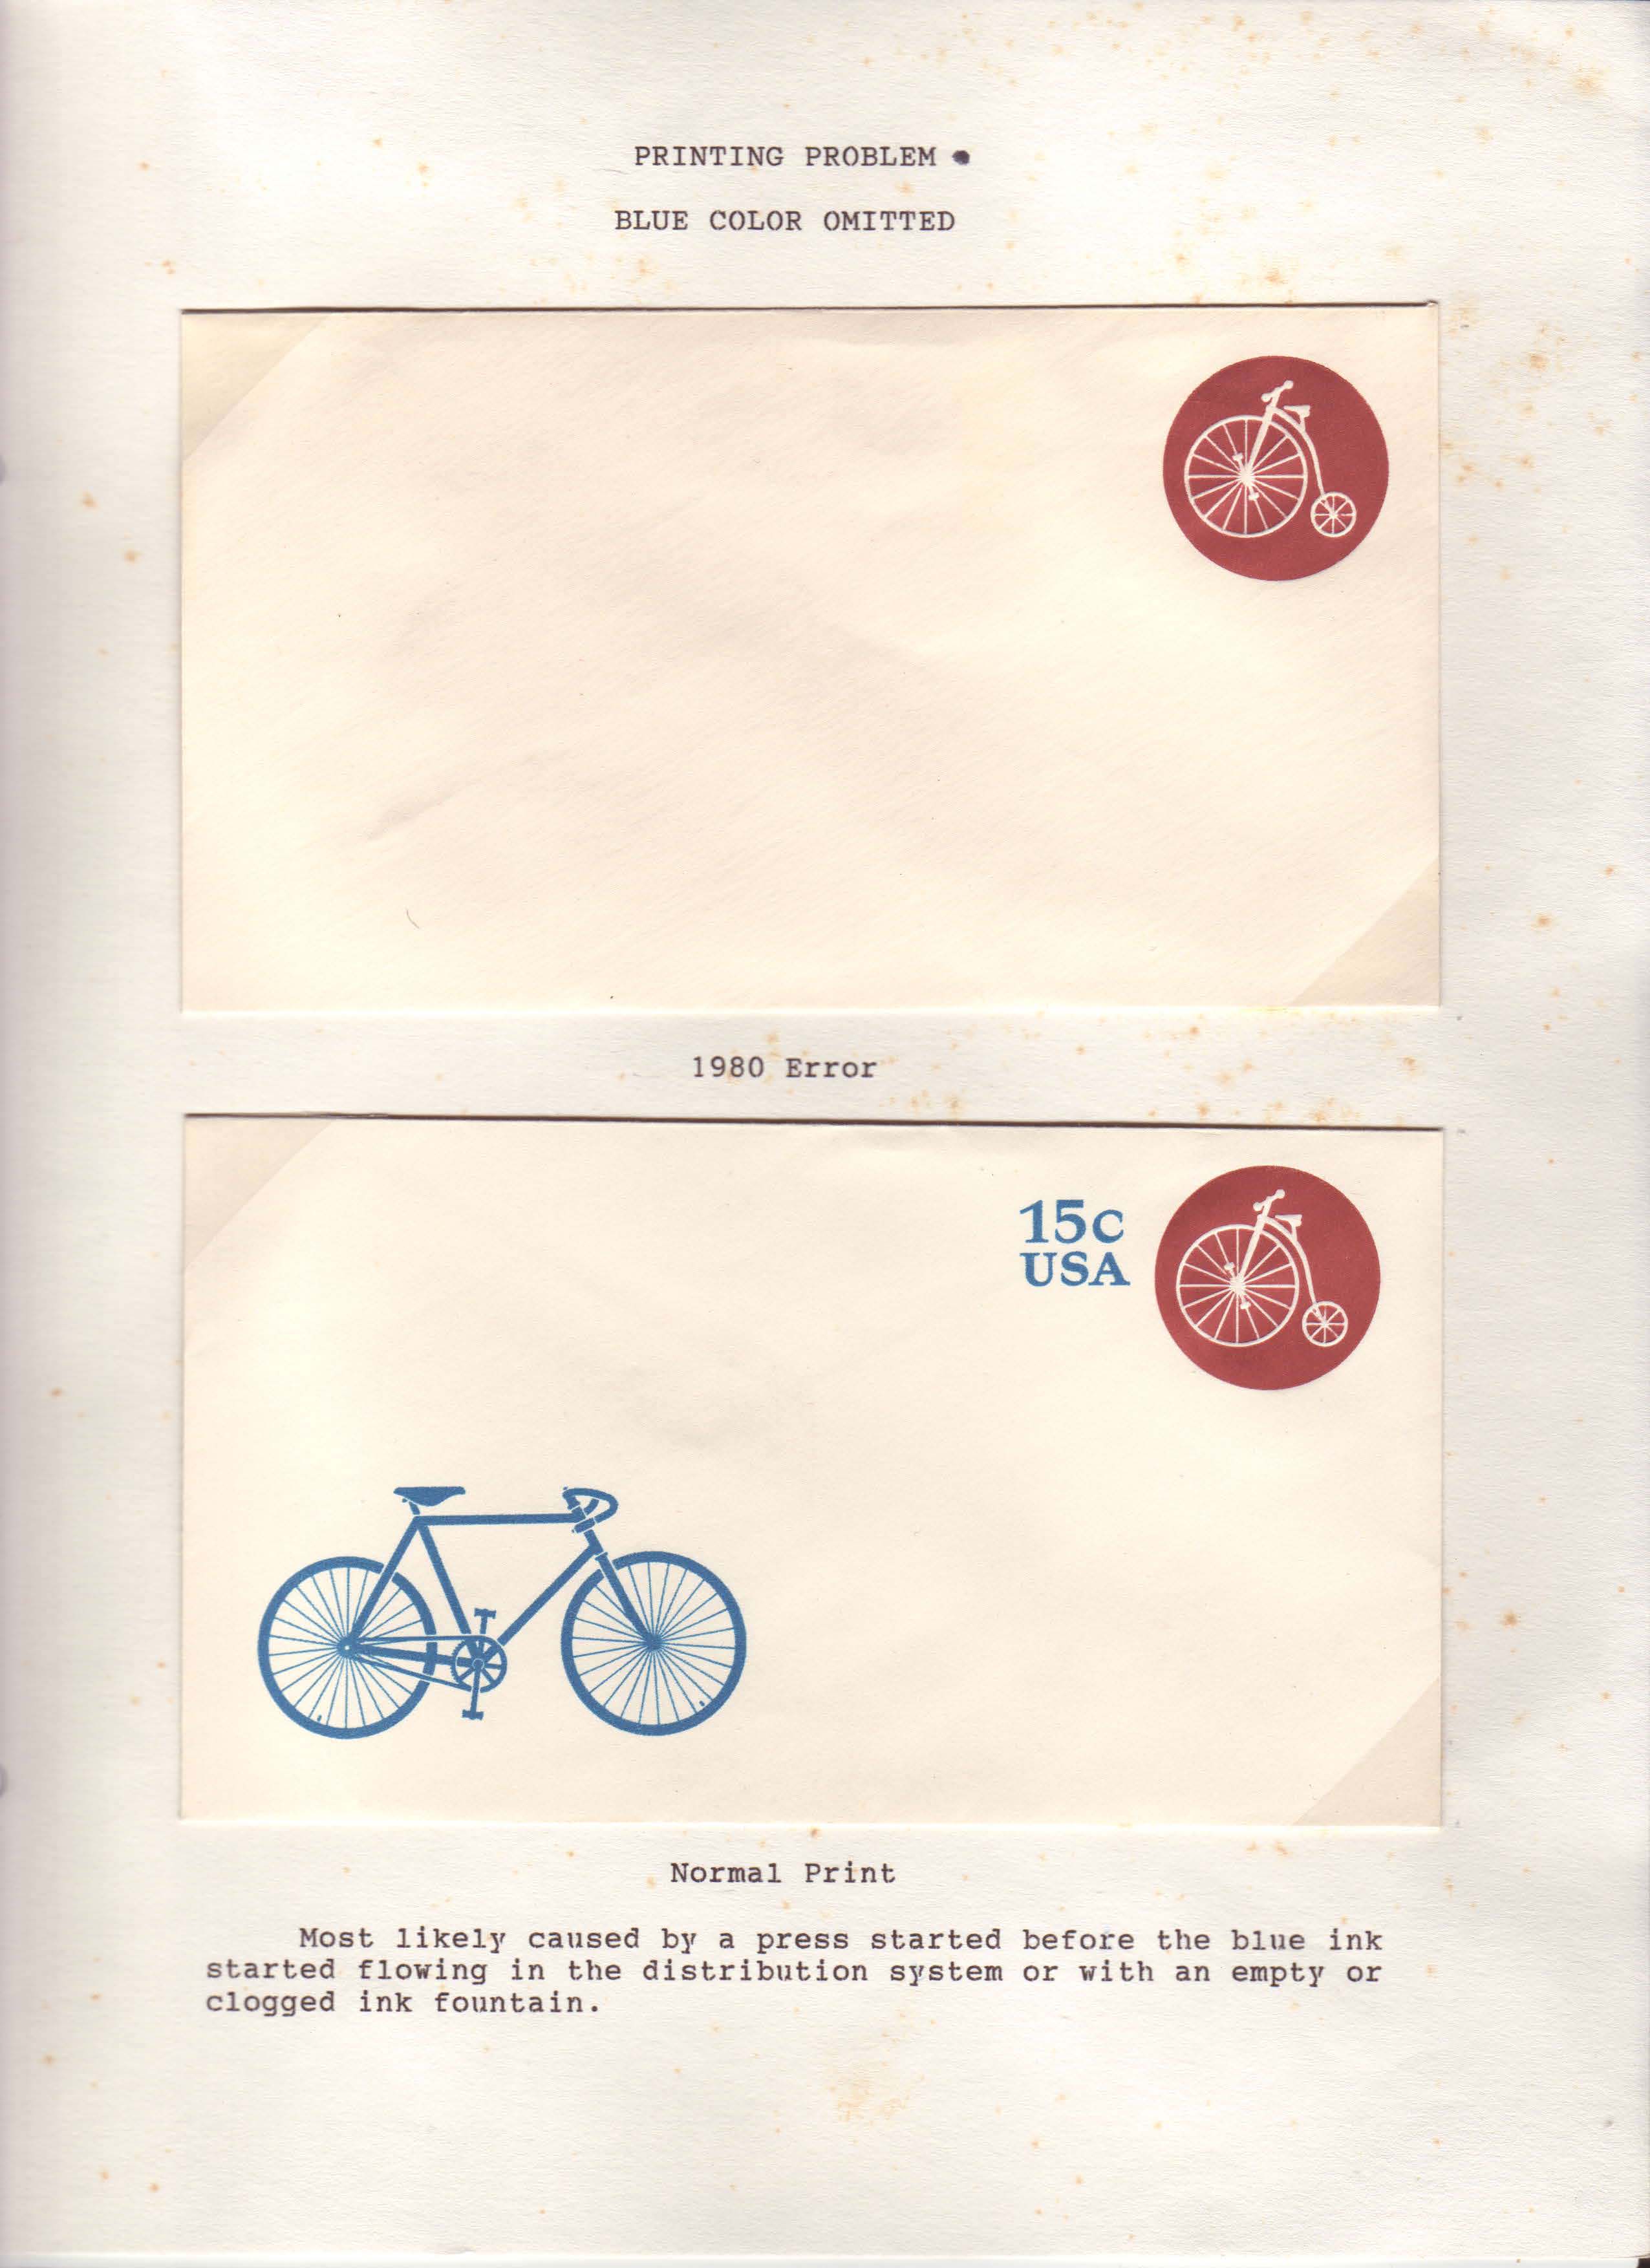 PRINTING PROBLEM
BLUE COLOR OMITTED
1980 Error
15c
USA
Normal Print
Most likely caused by a press started before the blue ink
started flowing in the distribution system or with an empty or
clogged ink fountain.